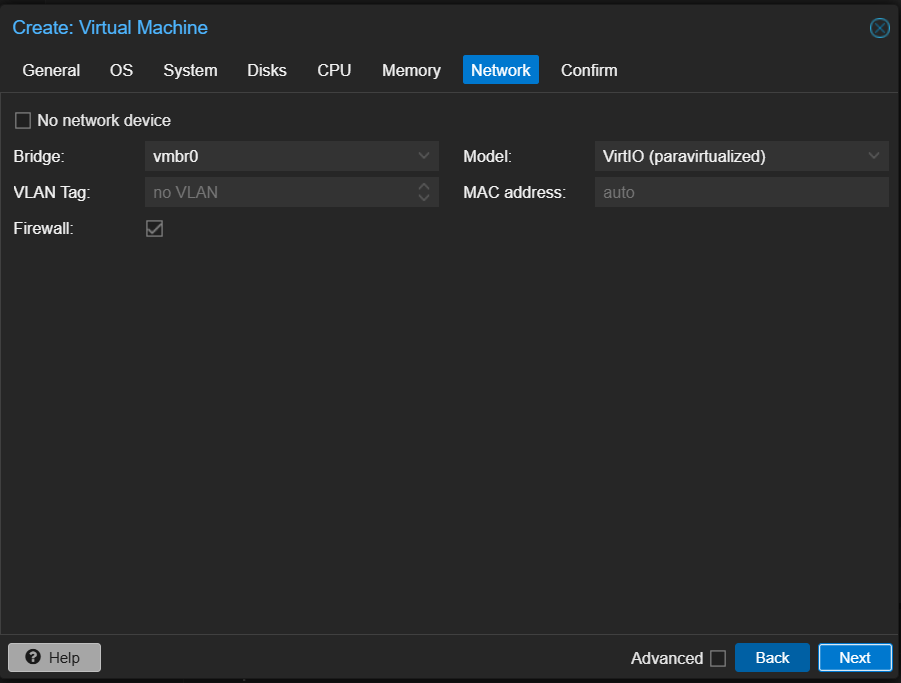 Create: Virtual Machine
General OS System Disks CPU Memory Network Confirm
No network device
Bridge: vmbr0 Model: VirtIO (paravirtualized)
VLAN Tag: no VLAN MAC address: auto
Firewall:
Help Advanced Back Next